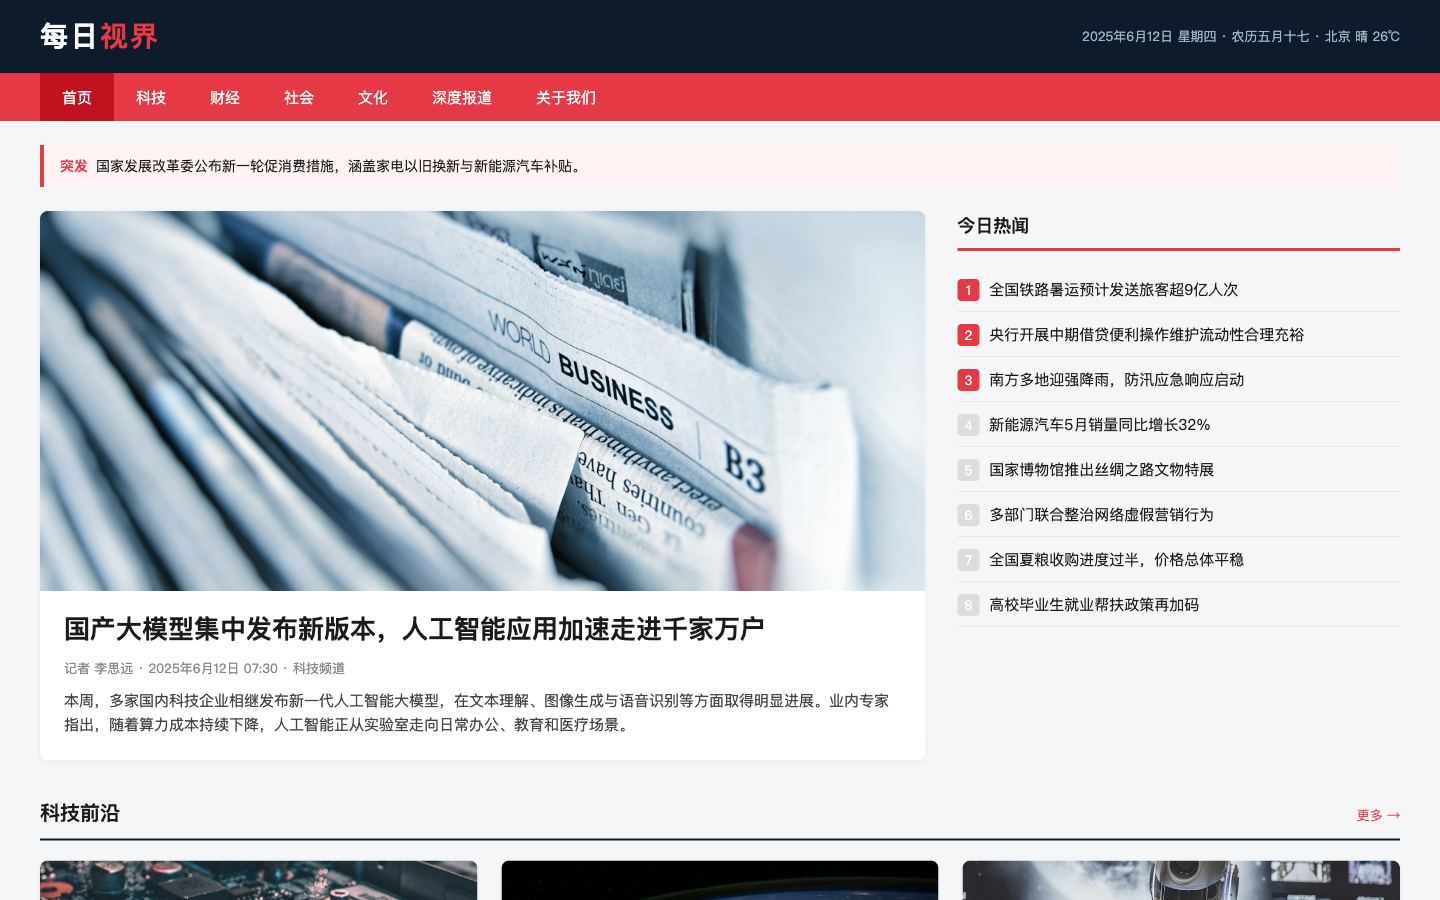 每日视界
2025年6月12日 星期四 · 农历五月十七 · 北京 晴 26℃
首页 科技 财经 社会 文化 深度报道 关于我们
突发 国家发展改革委公布新一轮促消费措施，涵盖家电以旧换新与新能源汽车补贴。
WORLD BUSINESS
B3
countries have
Gen Tha
国产大模型集中发布新版本，人工智能应用加速走进千家万户
记者 李思远 · 2025年6月12日 07:30 · 科技频道
本周，多家国内科技企业相继发布新一代人工智能大模型，在文本理解、图像生成与语音识别等方面取得明显进展。业内专家
指出，随着算力成本持续下降，人工智能正从实验室走向日常办公、教育和医疗场景。
今日热闻
1 全国铁路暑运预计发送旅客超9亿人次
2 央行开展中期借贷便利操作维护流动性合理充裕
3 南方多地迎强降雨，防汛应急响应启动
4 新能源汽车5月销量同比增长32%
5 国家博物馆推出丝绸之路文物特展
6 多部门联合整治网络虚假营销行为
7 全国夏粮收购进度过半，价格总体平稳
8 高校毕业生就业帮扶政策再加码
科技前沿
更多 →